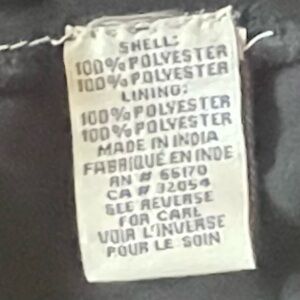 SHELL:
100% POLYESTER
100% POLYESTER
LINING:
100% POLYESTER
100% POLYESTER
MADE IN INDIA
FABRIQUÉ EN INDE
RN # 66170
CA # 32054
SEE REVERSE
FOR CARE
VOIR L'INVERSE
POUR LE SOIN